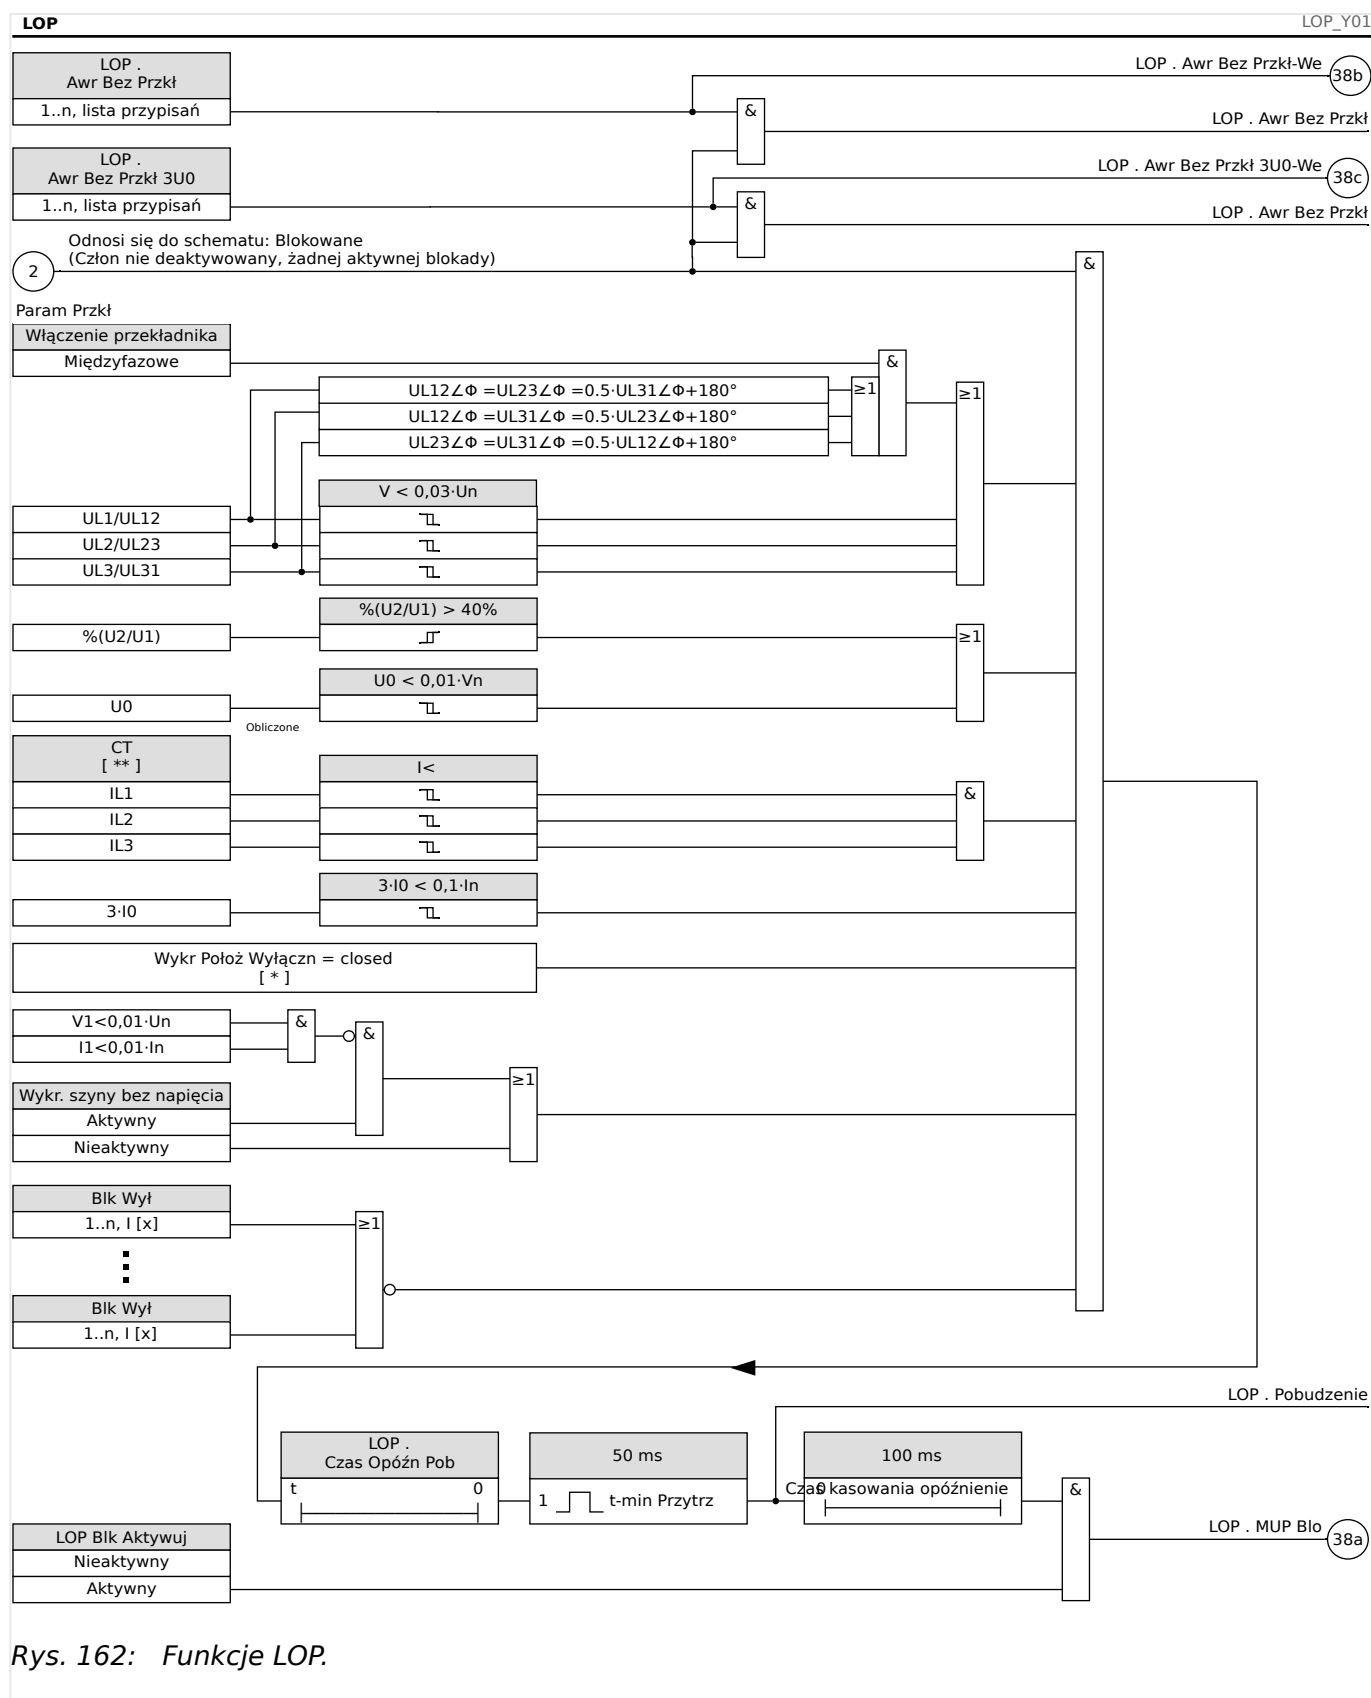 LOP
LOP_Y01
LOP .
Awr Bez Przkł
1..n, lista przypisań
LOP . Awr Bez Przkł-We
38b
&
LOP . Awr Bez Przkł
LOP .
Awr Bez Przkł 3U0
1..n, lista przypisań
LOP . Awr Bez Przkł 3U0-We
38c
&
LOP . Awr Bez Przkł
Odnosi się do schematu: Blokowane
(Człon nie deaktywowany, żadnej aktywnej blokady)
2
&
Param Przkł
Włączenie przekładnika
Międzyfazowe
&
UL12∠Φ =UL23∠Φ =0.5·UL31∠Φ+180°
UL12∠Φ =UL31∠Φ =0.5·UL23∠Φ+180°
UL23∠Φ =UL31∠Φ =0.5·UL12∠Φ+180°
≥1
≥1
V < 0,03·Un
UL1/UL12
UL2/UL23
UL3/UL31
%(U2/U1) > 40%
%(U2/U1)
≥1
U0 < 0,01·Vn
U0
Obliczone
CT
[ ** ]
I<
IL1
IL2
IL3
&
3·I0 < 0,1·In
3·I0
Wykr Położ Wyłączn = closed
[ * ]
V1<0,01·Un
I1<0,01·In
&
&
Wykr. szyny bez napięcia
Aktywny
Nieaktywny
≥1
Blk Wył
1..n, I [x]
≥1
Blk Wył
1..n, I [x]
LOP . Pobudzenie
LOP .
Czas Opóźn Pob
t 0
50 ms
1 t-min Przytrz
100 ms
0
Czas kasowania opóźnienie
&
LOP Blk Aktywuj
Nieaktywny
Aktywny
LOP . MUP Blo
38a
Rys. 162: Funkcje LOP.